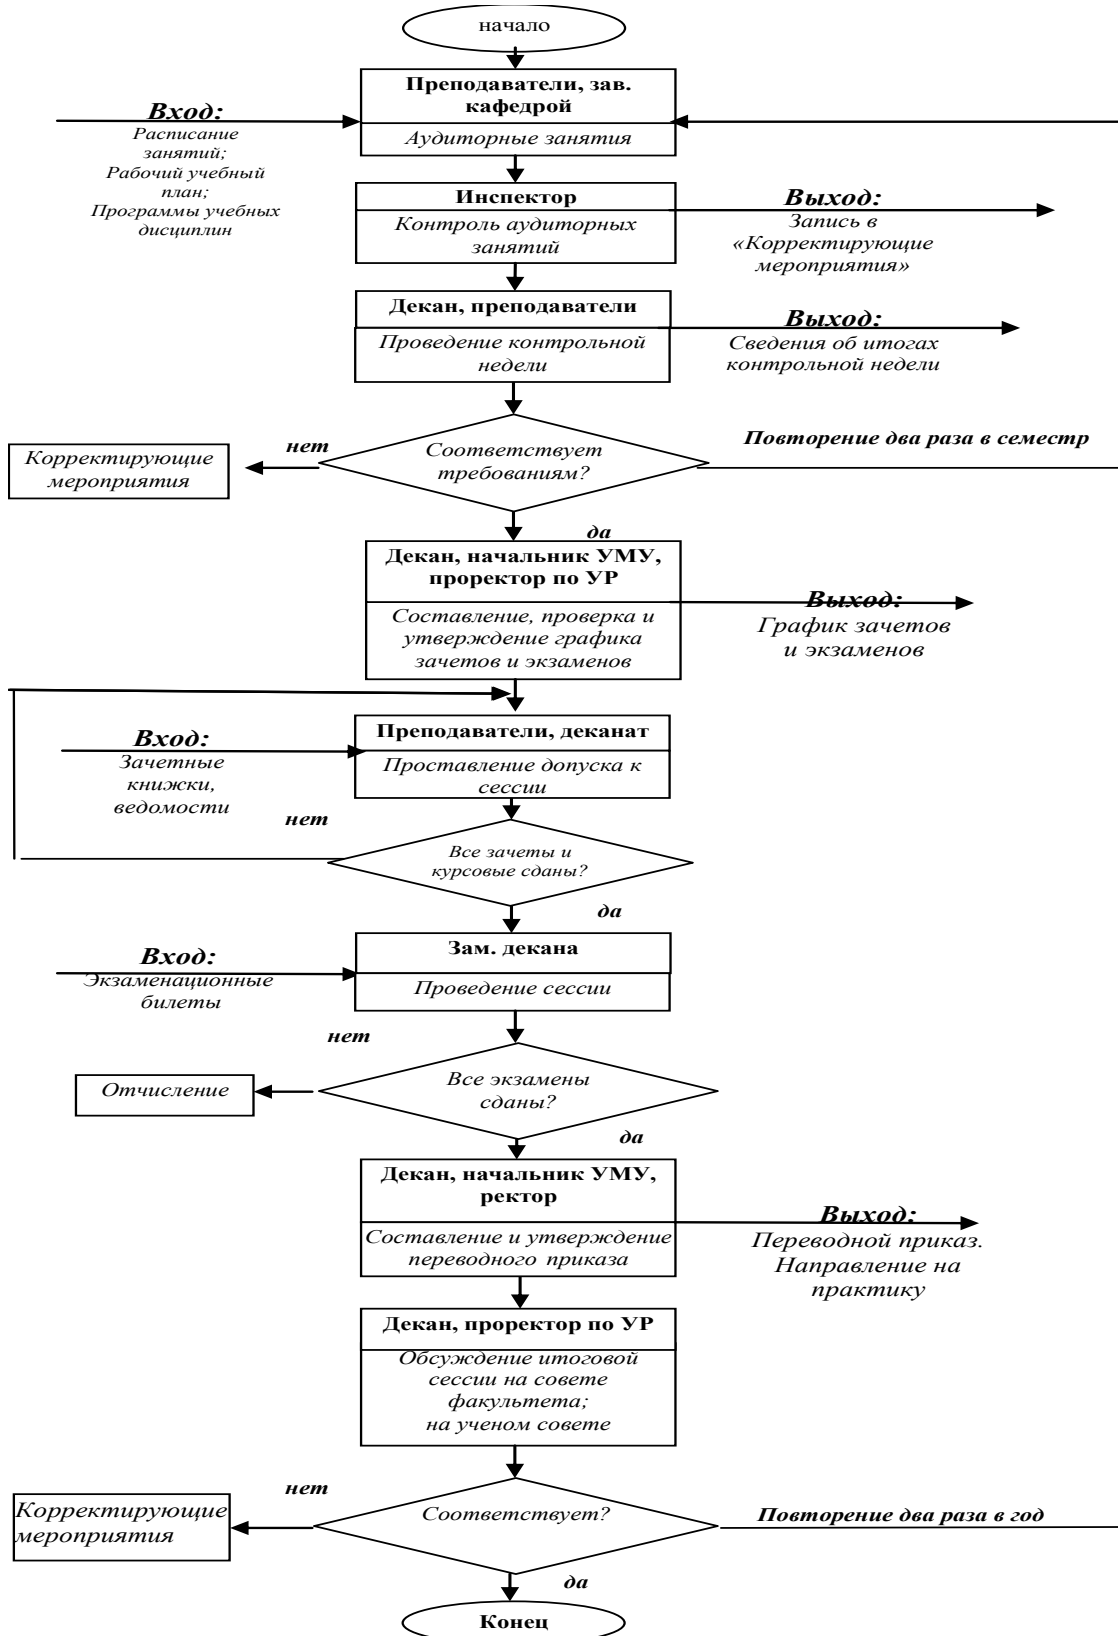 начало
Преподаватели, зав.
кафедрой
Аудиторные занятия
Вход:
Расписание
занятий;
Рабочий учебный
план;
Программы учебных
дисциплин
Инспектор
Контроль аудиторных
занятий
Выход:
Запись в
«Корректирующие
мероприятия»
Декан, преподаватели
Проведение контрольной
недели
Выход:
Сведения об итогах
контрольной недели
Соответствует
требованиям?
нет
Корректирующие
мероприятия
Повторение два раза в семестр
да
Декан, начальник УМУ,
проректор по УР
Составление, проверка и
утверждение графика
зачетов и экзаменов
Выход:
График зачетов
и экзаменов
Преподаватели, деканат
Проставление допуска к
сессии
Вход:
Зачетные
книжки,
ведомости
нет
Все зачеты и
курсовые сданы?
да
Зам. декана
Проведение сессии
Вход:
Экзаменационные
билеты
нет
Все экзамены
сданы?
Отчисление
да
Декан, начальник УМУ,
ректор
Составление и утверждение
переводного приказа
Выход:
Переводной приказ.
Направление на
практику
Декан, проректор по УР
Обсуждение итоговой
сессии на совете
факультета;
на ученом совете
нет
Соответствует?
Корректирующие
мероприятия
Повторение два раза в год
да
Конец